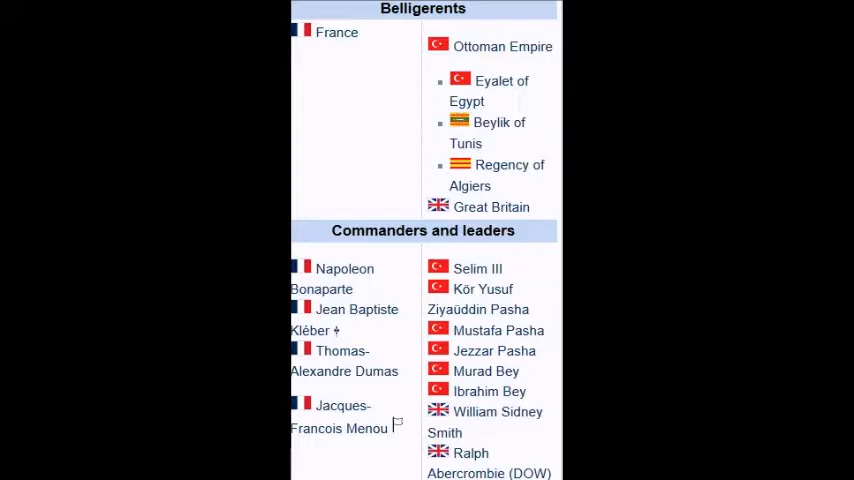 Belligerents
France
Ottoman Empire
Eyalet of
Egypt
Beylik of
Tunis
Regency of
Algiers
Great Britain
Commanders and leaders
Napoleon
Bonaparte
Jean Baptiste
Kléber
Thomas-
Alexandre Dumas
Jacques-
Francois Menou
Selim III
Kör Yusuf
Ziyaüddin Pasha
Mustafa Pasha
Jezzar Pasha
Murad Bey
Ibrahim Bey
William Sidney
Smith
Ralph
Abercrombie (DOW)